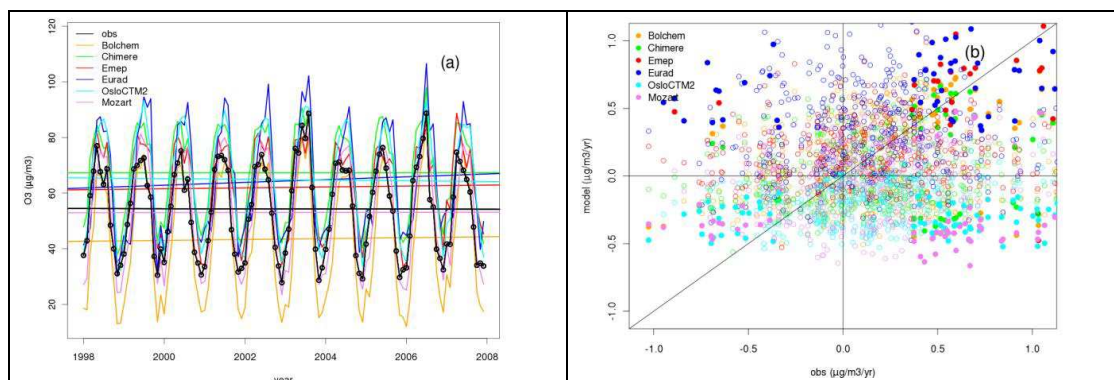 120
100
80
60
40
20
O3 (µg/m3)
obs
Bolchem
Chimere
Emep
Eurad
OsloCTM2
Mozart
(a)
1998 2000 2002 2004 2006 2008
year
1.0
0.5
0.0
-0.5
-1.0
model (µg/m3/yr)
Bolchem
Chimere
Emep
Eurad
OsloCTM2
Mozart
(b)
-1.0 -0.5 0.0 0.5 1.0
obs (µg/m3/yr)